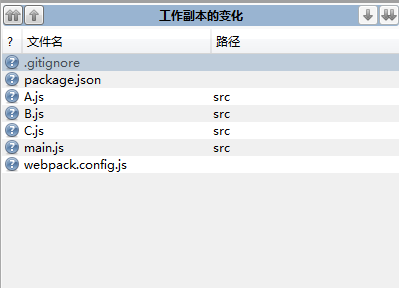 工作副本的变化
? 文件名 路径
.gitignore
package.json
A.js src
B.js src
C.js src
main.js src
webpack.config.js